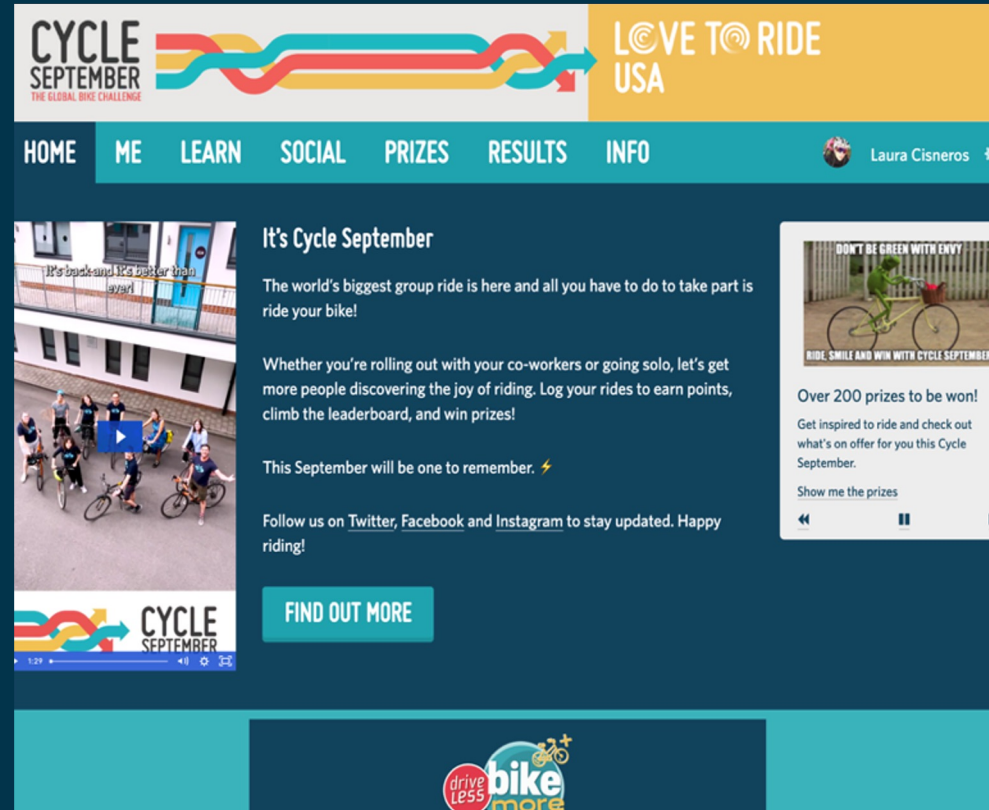 CYCLE
SEPTEMBER
THE GLOBAL BIKE CHALLENGE
LOVE TO RIDE
USA
HOME ME LEARN SOCIAL PRIZES RESULTS INFO Laura Cisneros
It's back and it's better than
ever!
It's Cycle September
The world's biggest group ride is here and all you have to do to take part is
ride your bike!
Whether you're rolling out with your co-workers or going solo, let's get
more people discovering the joy of riding. Log your rides to earn points,
climb the leaderboard, and win prizes!
This September will be one to remember. ⚡
Follow us on Twitter, Facebook and Instagram to stay updated. Happy
riding!
FIND OUT MORE
CYCLE
SEPTEMBER
1:29
DON'T BE GREEN WITH ENVY
RIDE, SMILE AND WIN WITH CYCLE SEPTEMBER
Over 200 prizes to be won!
Get inspired to ride and check out
what's on offer for you this Cycle
September.
Show me the prizes
drive
LESS
bike
more